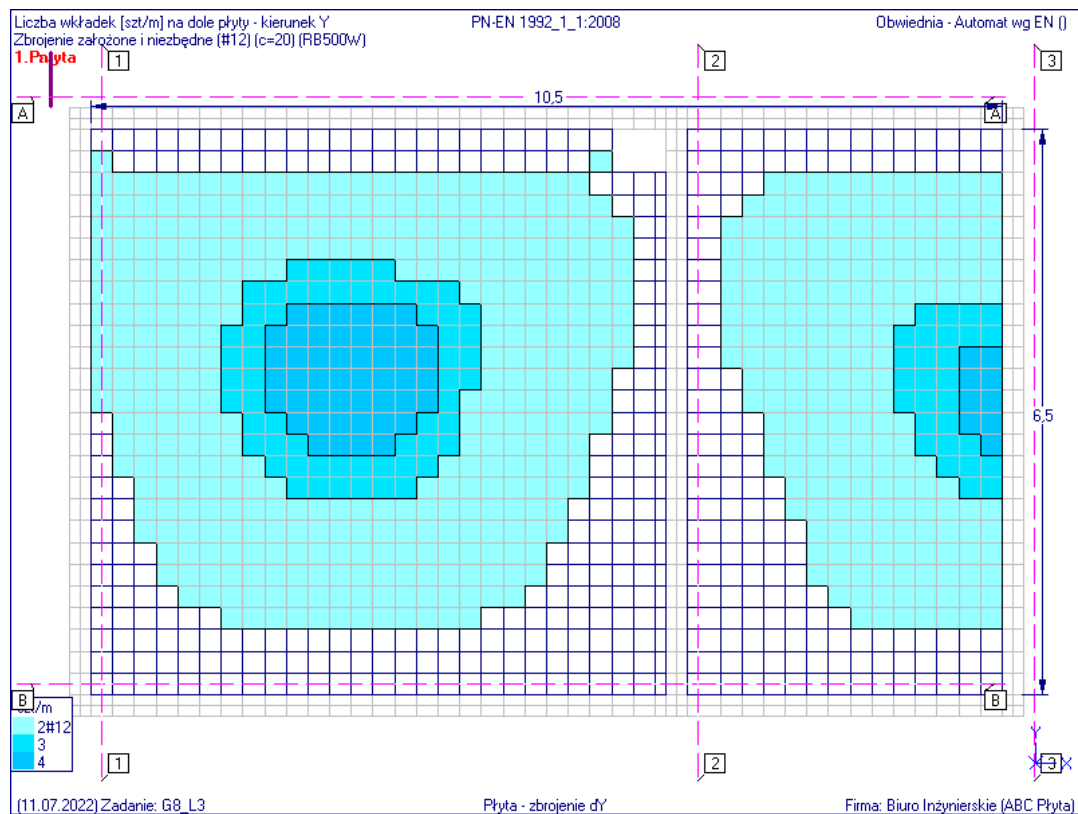 Liczba wkładek [szt/m] na dole płyty - kierunek Y PN-EN 1992_1_1:2008 Obwiednia - Automat wg EN ()
Zbrojenie założone i niezbędne (#12) (c=20) (RB500W)
1 2 3
A 10,5 A
6,5
B B
2#12
3
4
1 2 3
Y
X
(11.07.2022) Zadanie: G8_L3 Płyta - zbrojenie dY Firma: Biuro Inżynierskie (ABC Płyta)